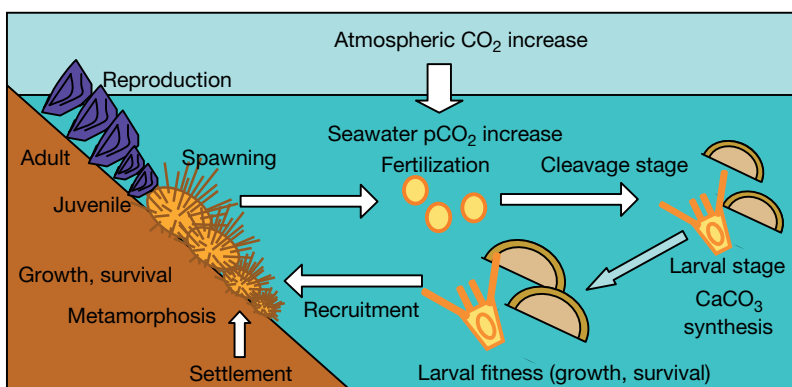 Atmospheric CO₂ increase
Reproduction
Seawater pCO₂ increase
Adult
Spawning
Fertilization
Cleavage stage
Juvenile
Larval stage
CaCO₃
synthesis
Growth, survival
Recruitment
Metamorphosis
Settlement
Larval fitness (growth, survival)